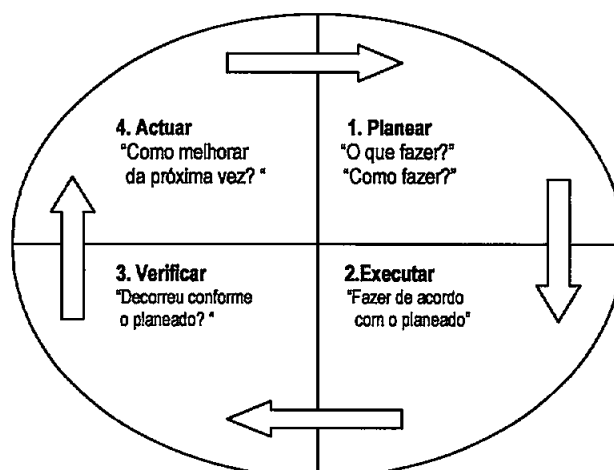 4. Actuar
"Como melhorar
da próxima vez? "
1. Planear
"O que fazer?"
"Como fazer?"
3. Verificar
"Decorreu conforme
o planeado? "
2.Executar
"Fazer de acordo
com o planeado"